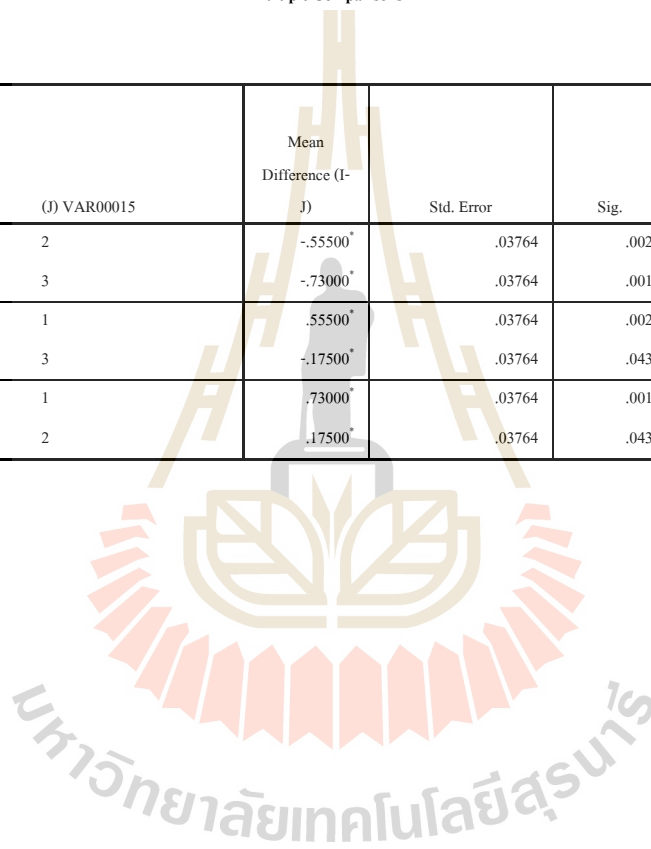 Mean
Difference (I-
(J) VAR00015 J) Std. Error Sig.
2 -.55500* .03764 .002
3 -.73000* .03764 .001
1 .55500* .03764 .002
3 -.17500* .03764 .043
1 .73000* .03764 .001
2 .17500* .03764 .043
มหาวิทยาลัยเทคโนโลยีสุรนารี